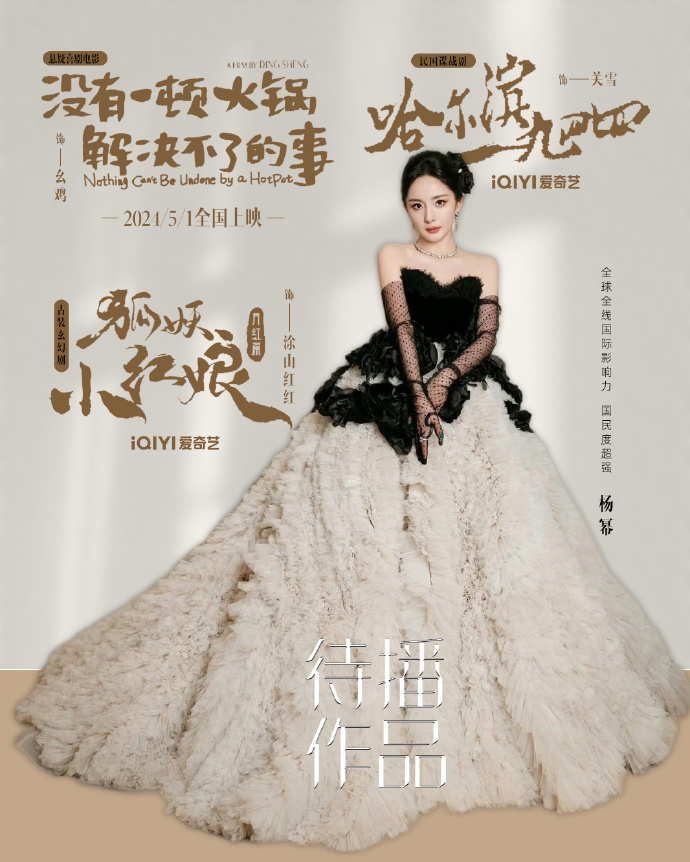 悬疑喜剧电影
A FILM BY DING SHENG
没有一顿火锅
解决不了的事
Nothing Can't Be Undone by a HotPot
饰——幺鸡
— 2024/5/1全国上映 —
民国谍战剧
饰——关雪
哈尔滨一九四四
iQIYI爱奇艺
古装玄幻剧
狐妖
小红娘
月红篇
饰——涂山红红
iQIYI爱奇艺
全球全线国际影响力 国民度超强
杨幂
待播
作品